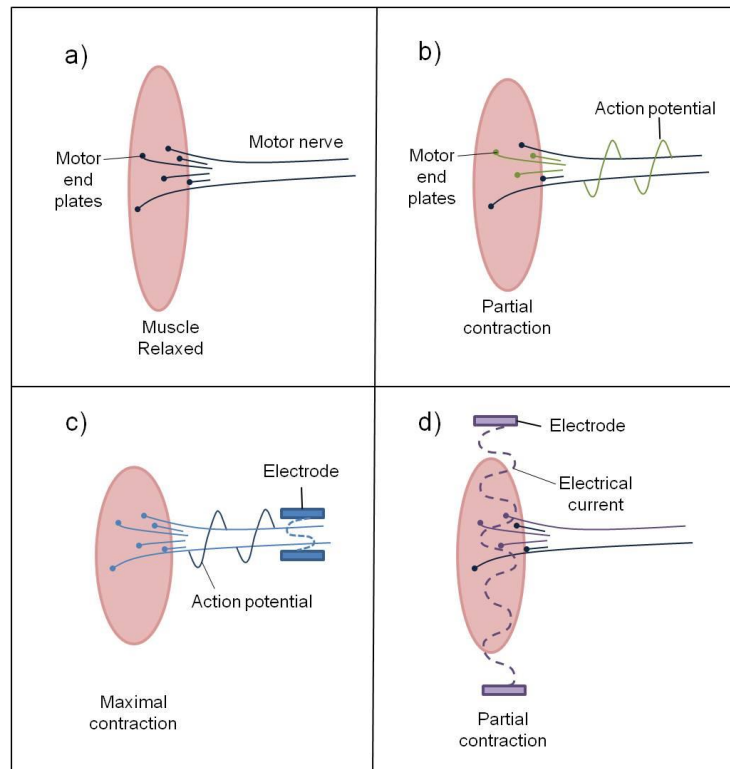 a)
Motor nerve
Motor
end
plates
Muscle
Relaxed
b)
Action potential
Motor
end
plates
Partial
contraction
c)
Electrode
Action potential
Maximal
contraction
d)
Electrode
Electrical
current
Partial
contraction